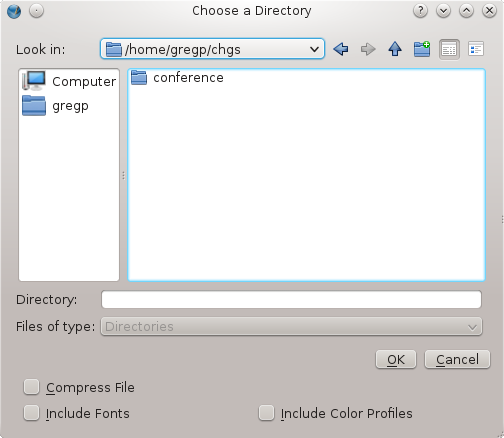 Choose a Directory
Look in: /home/gregp/chgs
Computer
gregp
conference
Directory:
Files of type: Directories
OK Cancel
Compress File
Include Fonts Include Color Profiles